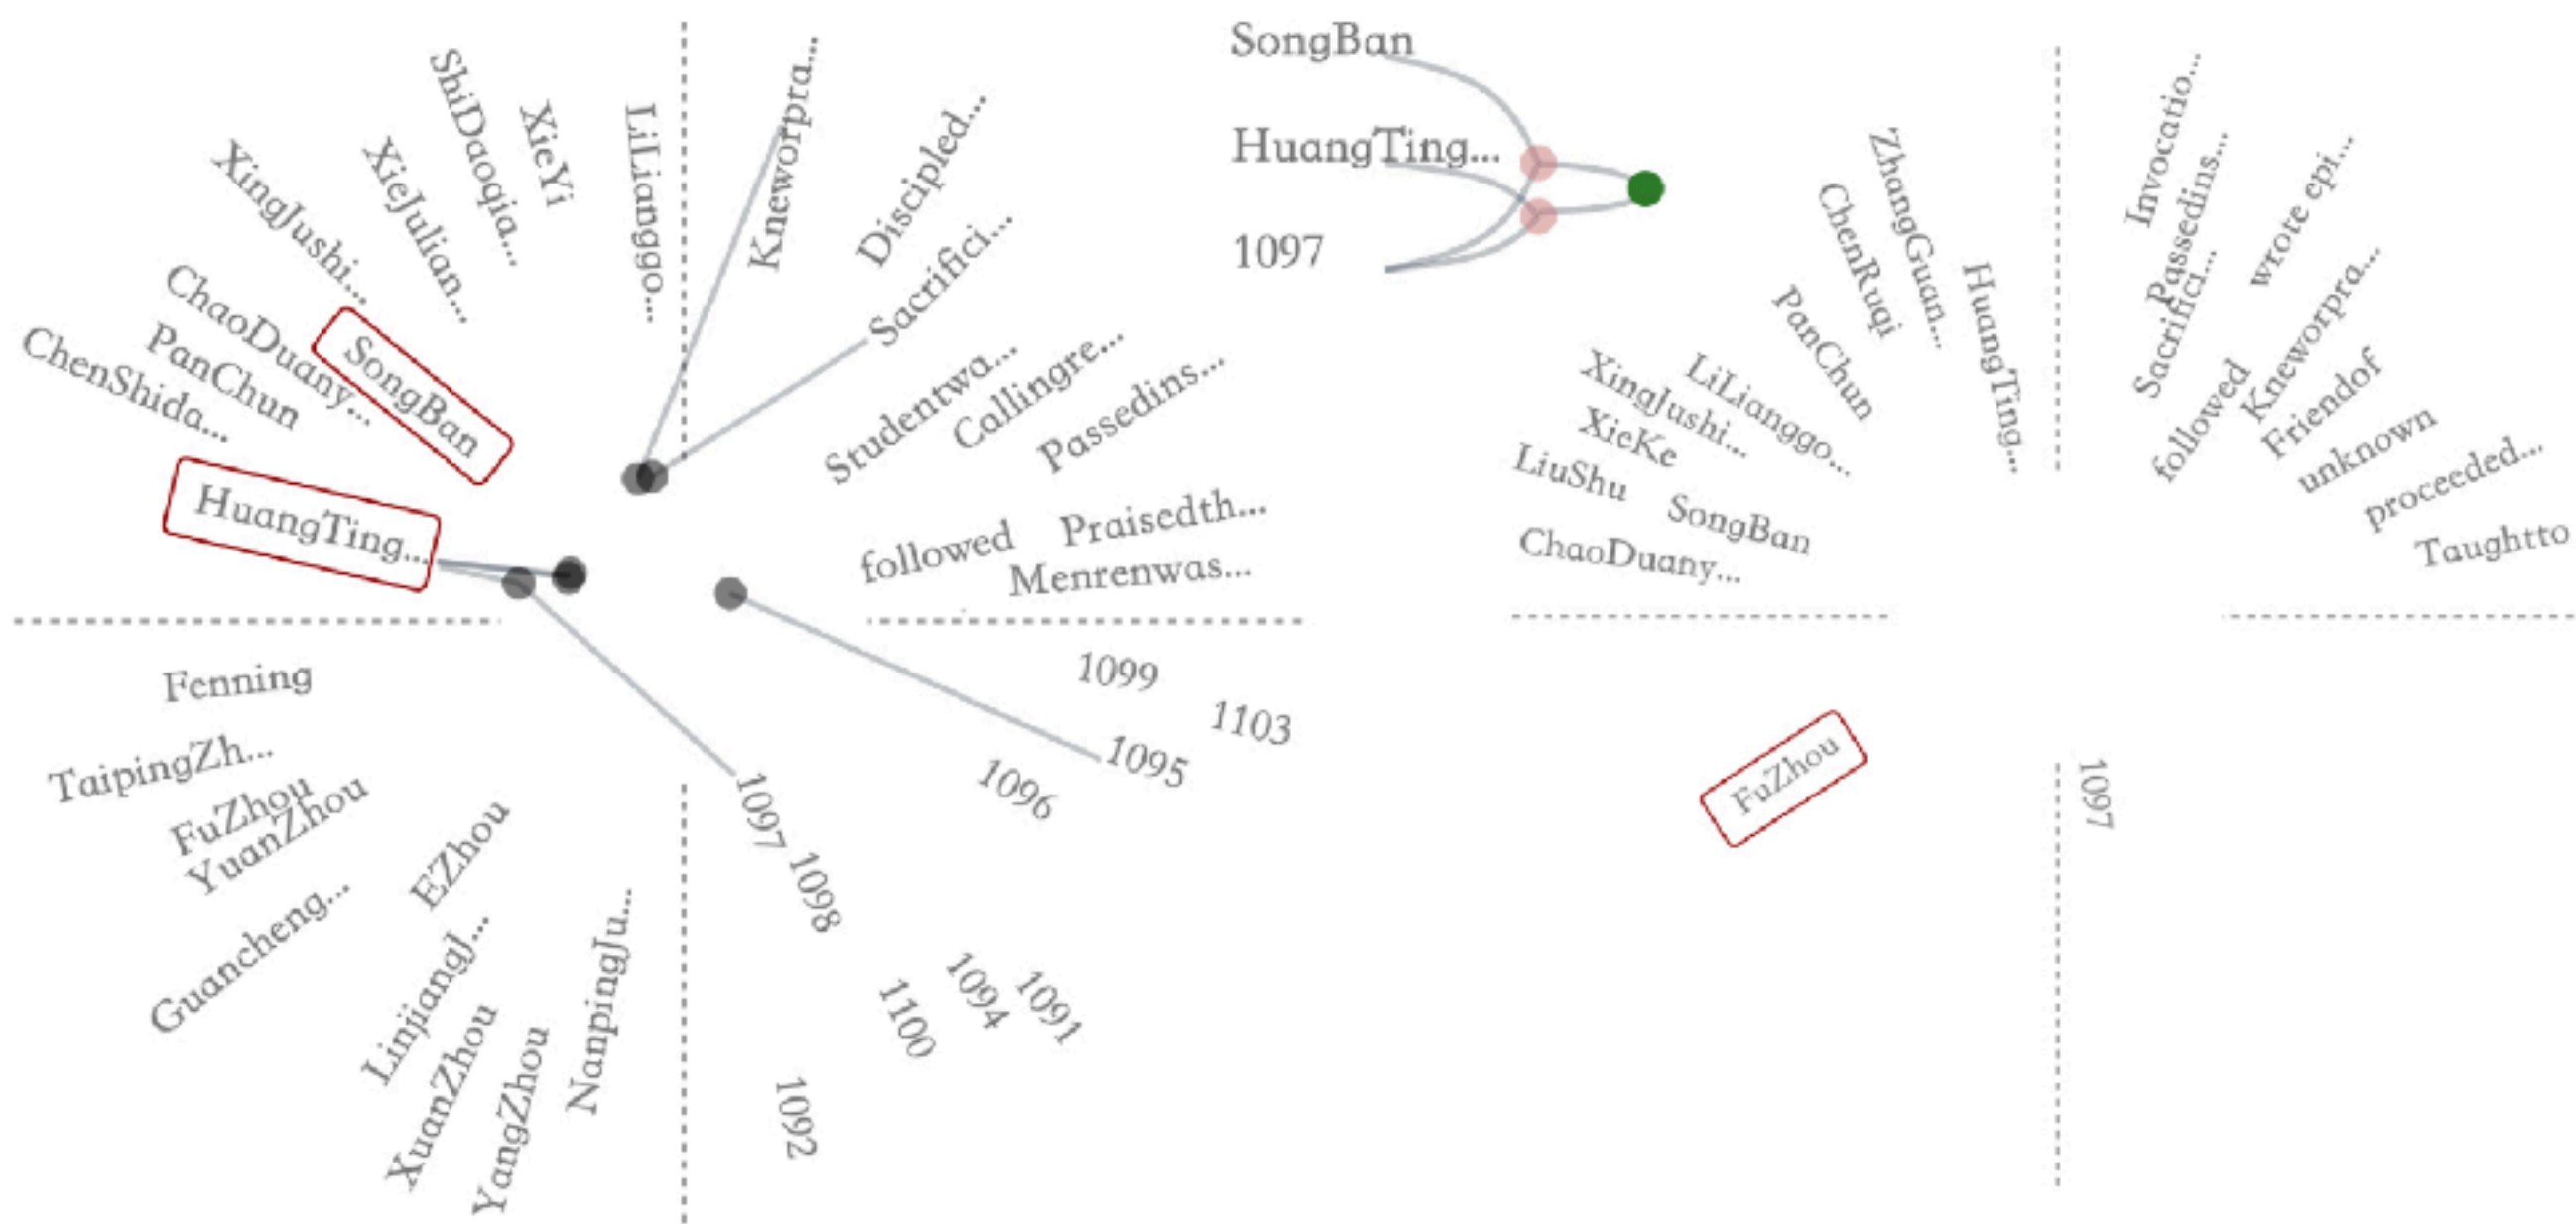 ShiDaoqia...
XieYi
LiLianggo...
XingJushi...
XieJulian...
ChaoDuany...
PanChun
ChenShida...
SongBan
HuangTing...
Kneworpra...
Discipled...
Sacrifici...
Studentwa...
Callingre...
Passedins...
followed
Praisedth...
Menrenwas...
Fenning
TaipingZh...
FuZhou
YuanZhou
Guancheng...
EZhou
LinjiangJ...
XuanZhou
YangZhou
NanpingJu...
1099
1103
1095
1096
1097
1098
1100
1094
1091
1092
SongBan
HuangTing...
1097
ZhangGuan...
ChenRuqi
HuangTing...
PanChun
LiLianggo...
XingJushi...
XieKe
LiuShu
SongBan
ChaoDuany...
Invocatio...
Passedins...
Sacrifici...
wrote epi...
followed
Kneworpra...
Friendof
unknown
proceeded...
Taughtto
FuZhou
1097